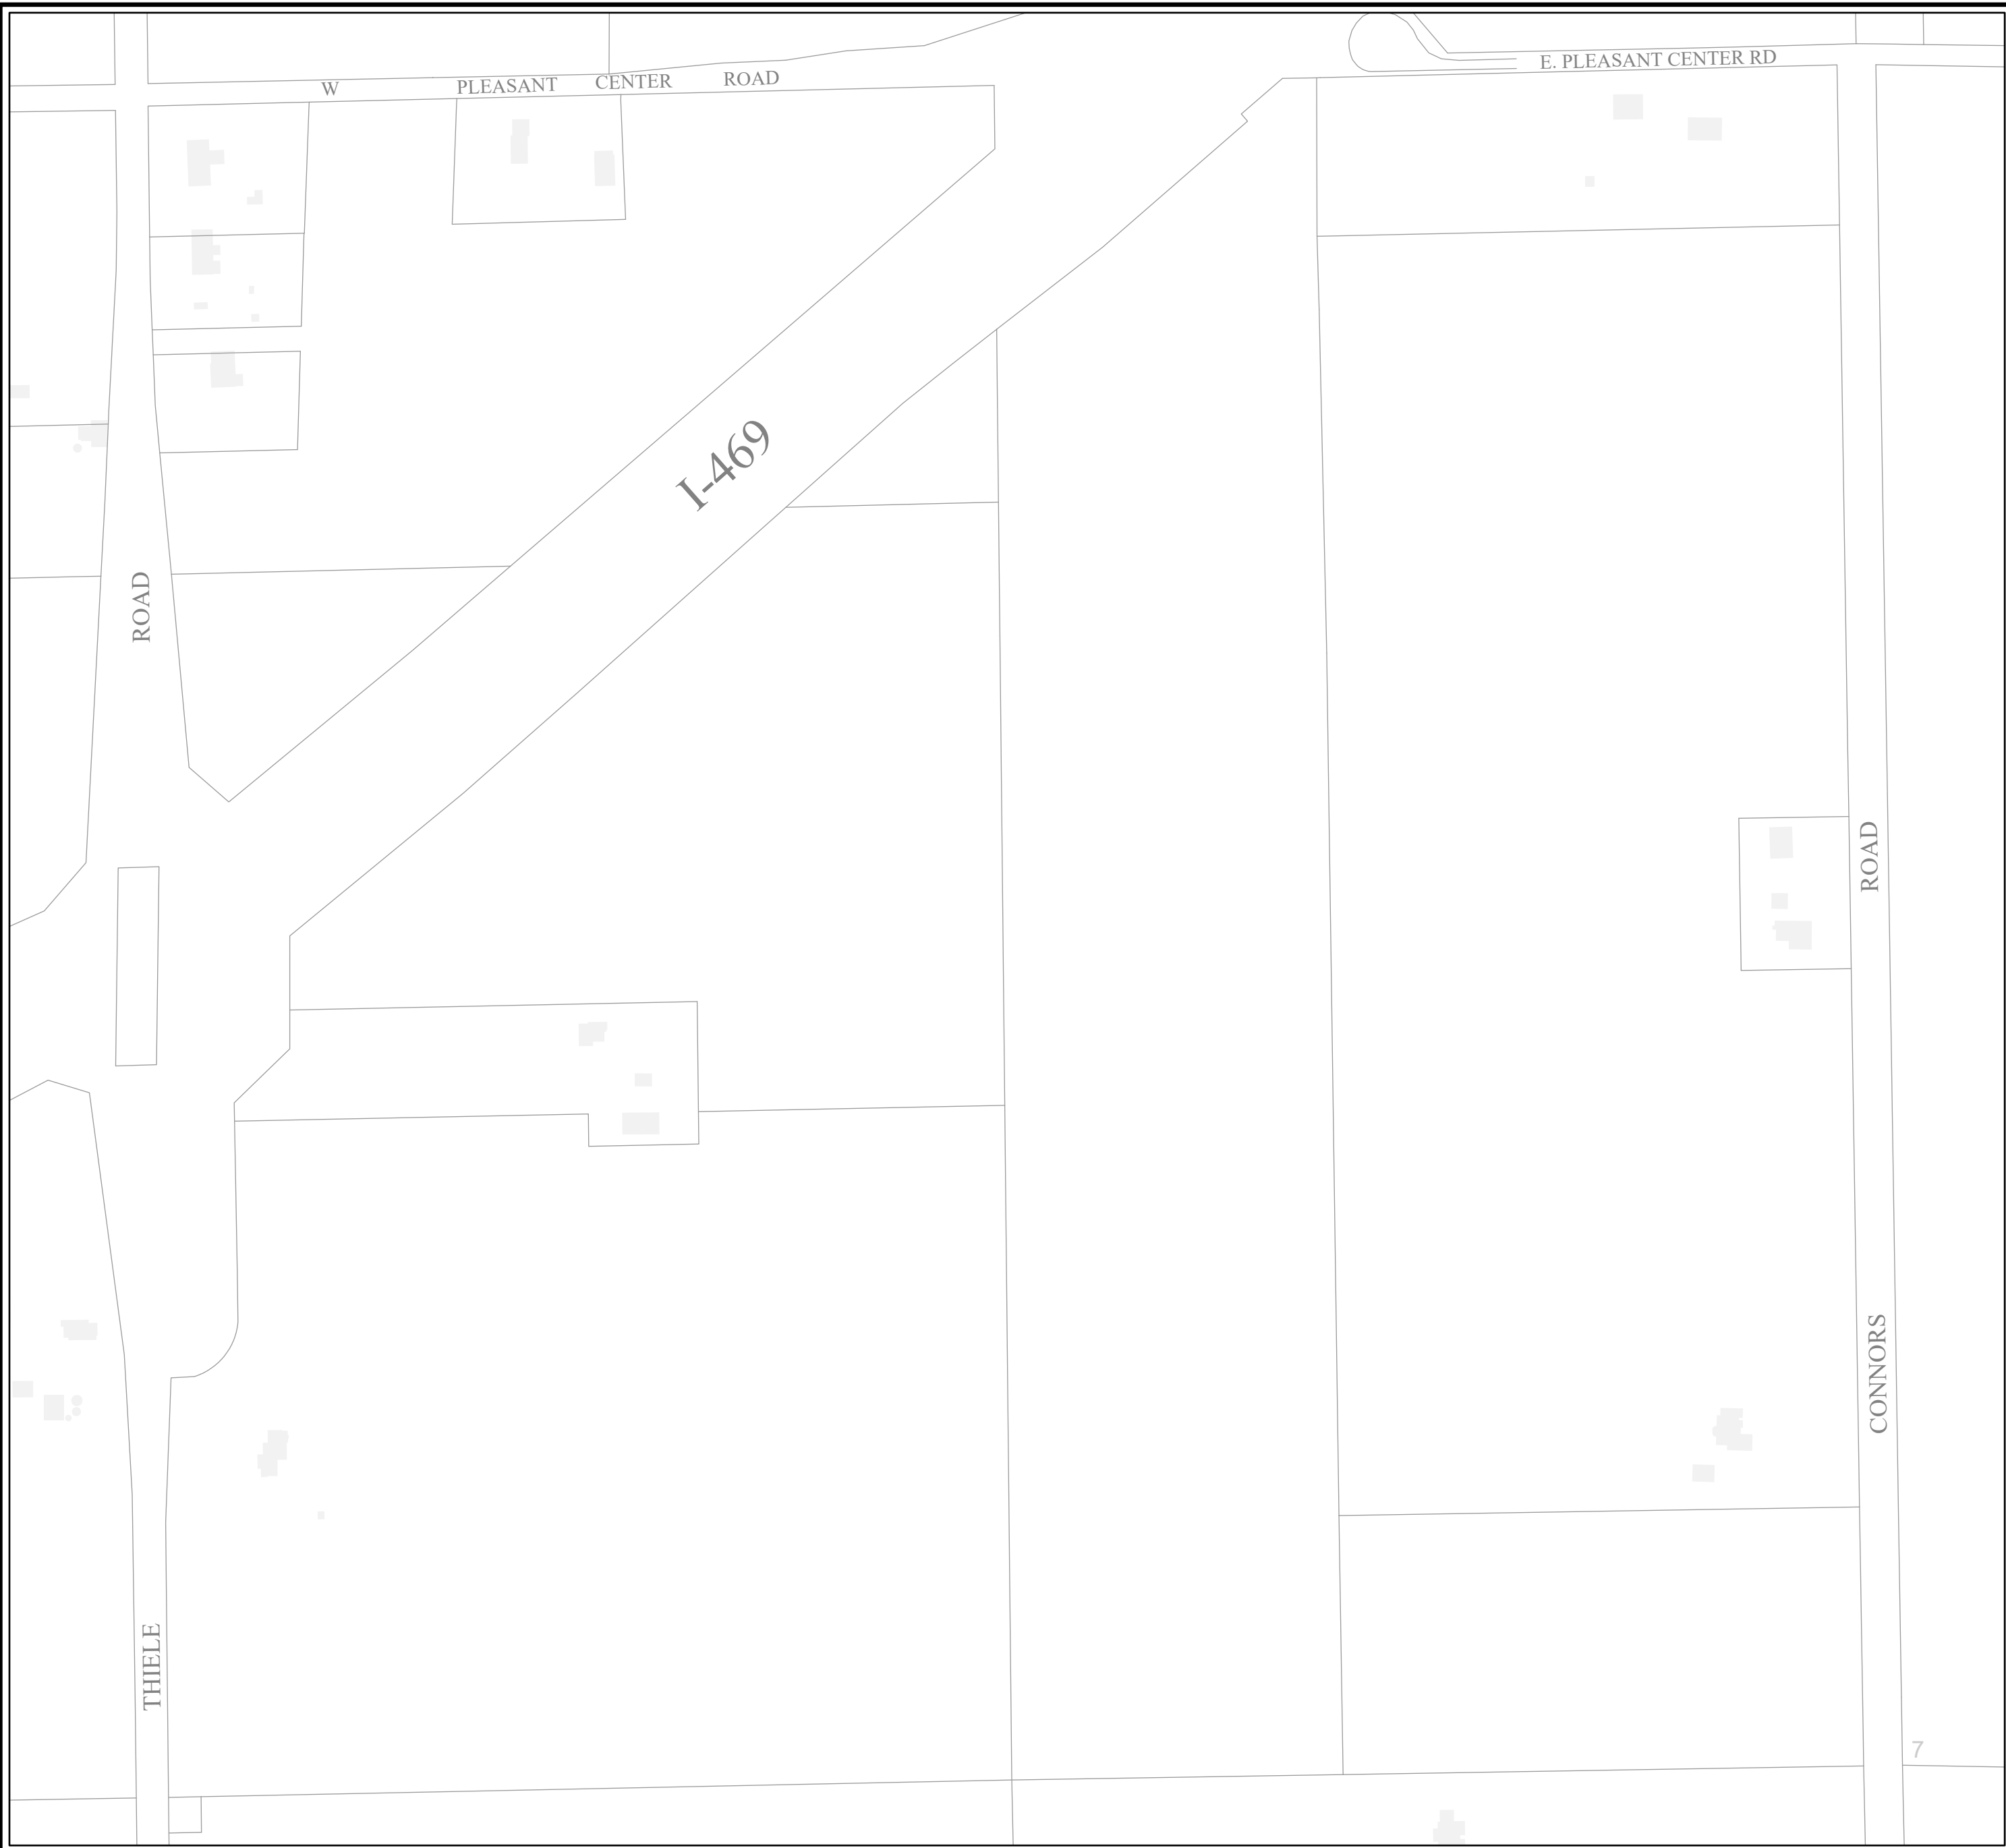 W PLEASANT CENTER ROAD
E. PLEASANT CENTER RD
I-469
ROAD
ROAD
CONNORS
THIELE
7